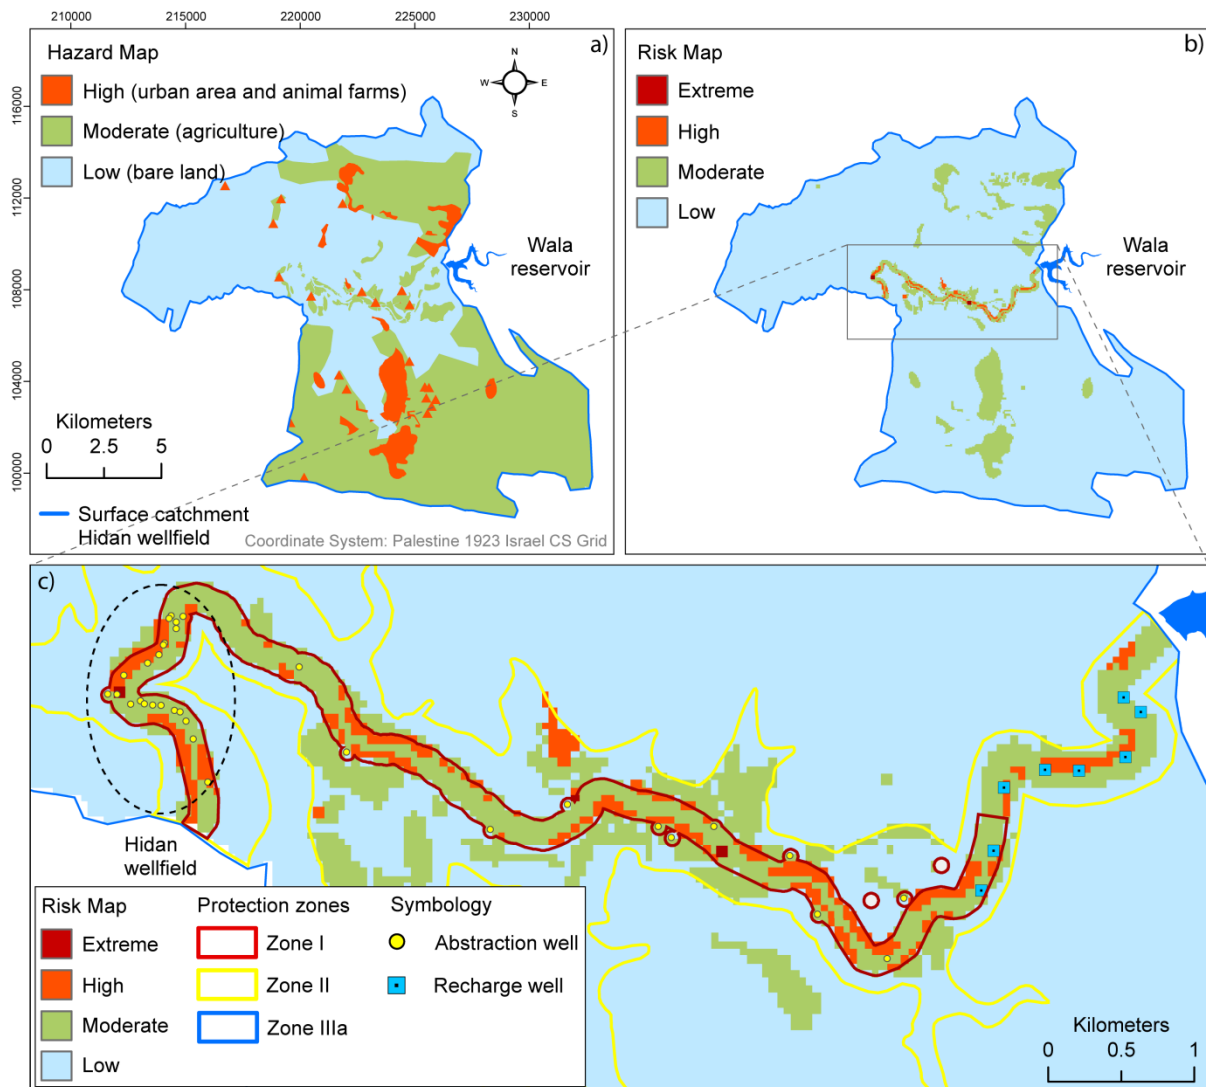 210000 215000 220000 225000 230000
116000
112000
108000
104000
100000
a)
Hazard Map
High (urban area and animal farms)
Moderate (agriculture)
Low (bare land)
N
W E
S
Wala
reservoir
Kilometers
0 2.5 5
Surface catchment
Hidan wellfield
Coordinate System: Palestine 1923 Israel CS Grid
b)
Risk Map
Extreme
High
Moderate
Low
Wala
reservoir
c)
Hidan
wellfield
Risk Map
Extreme
High
Moderate
Low
Protection zones
Zone I
Zone II
Zone IIIa
Symbology
Abstraction well
Recharge well
Kilometers
0 0.5 1